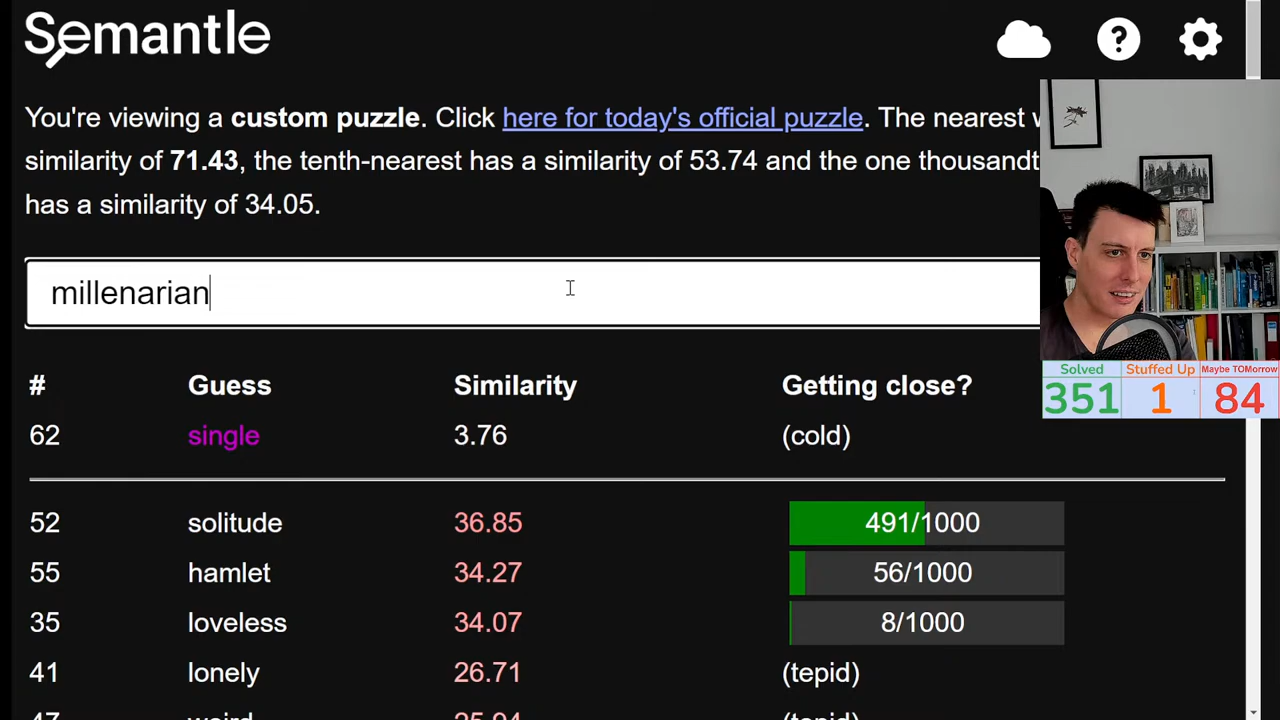 Semantle
You're viewing a custom puzzle. Click here for today's official puzzle. The nearest
similarity of 71.43, the tenth-nearest has a similarity of 53.74 and the one thousandt
has a similarity of 34.05.
millenarian
# Guess Similarity Getting close?
62 single 3.76 (cold)
52 solitude 36.85 491/1000
55 hamlet 34.27 56/1000
35 loveless 34.07 8/1000
41 lonely 26.71 (tepid)
Solved Stuffed Up Maybe TOMorrow
351 1 84